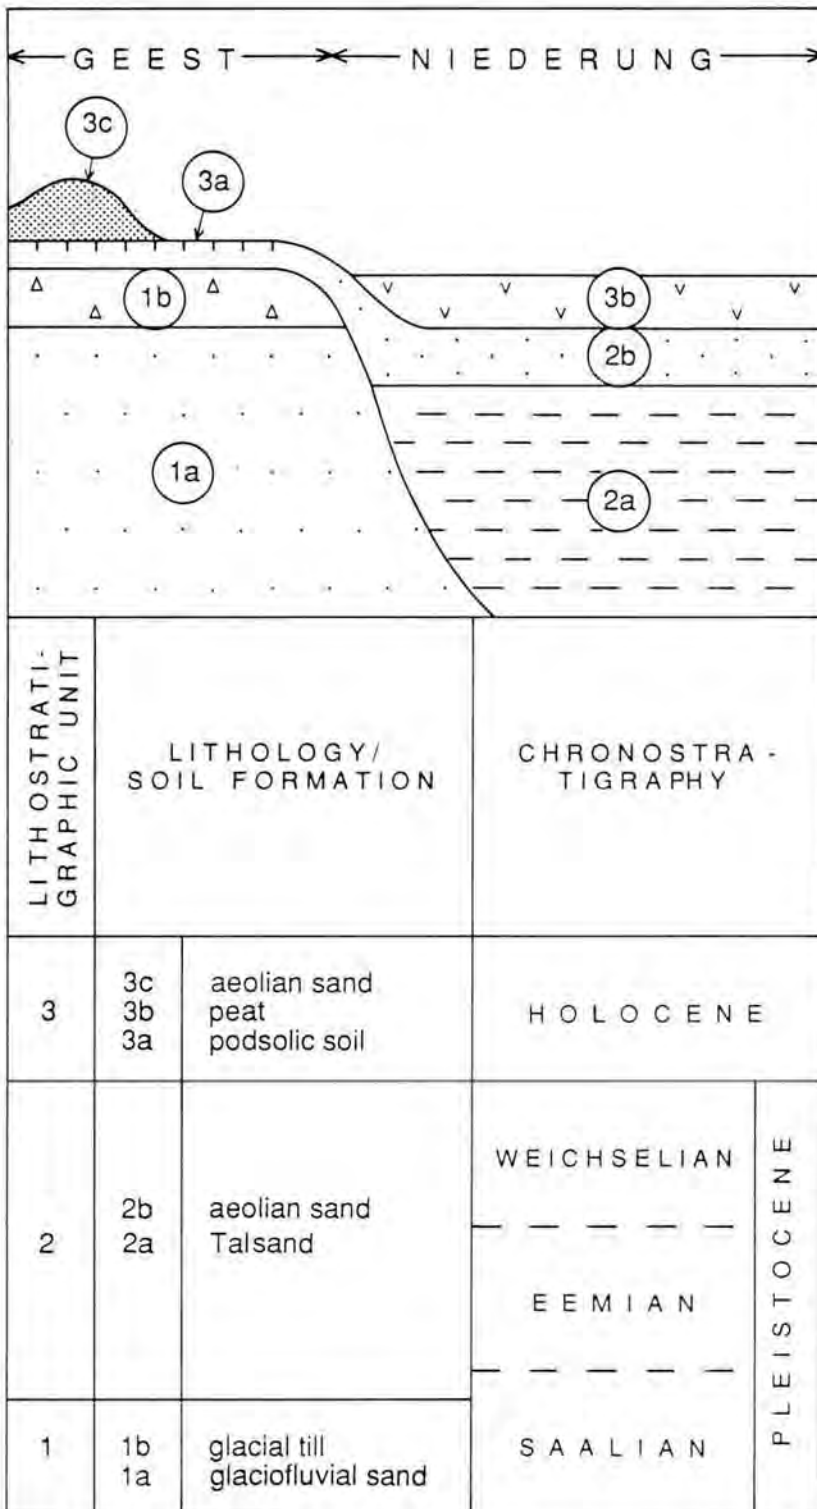 GEEST NIEDERUNG
3c
3a
1b
3b
2b
1a
2a
LITHOSTRATI-
GRAPHIC UNIT
LITHOLOGY/
SOIL FORMATION
CHRONOSTRA-
TIGRAPHY
3
3c aeolian sand
3b peat
3a podsolic soil
HOLOCENE
2
2b aeolian sand
2a Talsand
WEICHSELIAN
EEMIAN
PLEISTOCENE
1
1b glacial till
1a glaciofluvial sand
SAALIAN